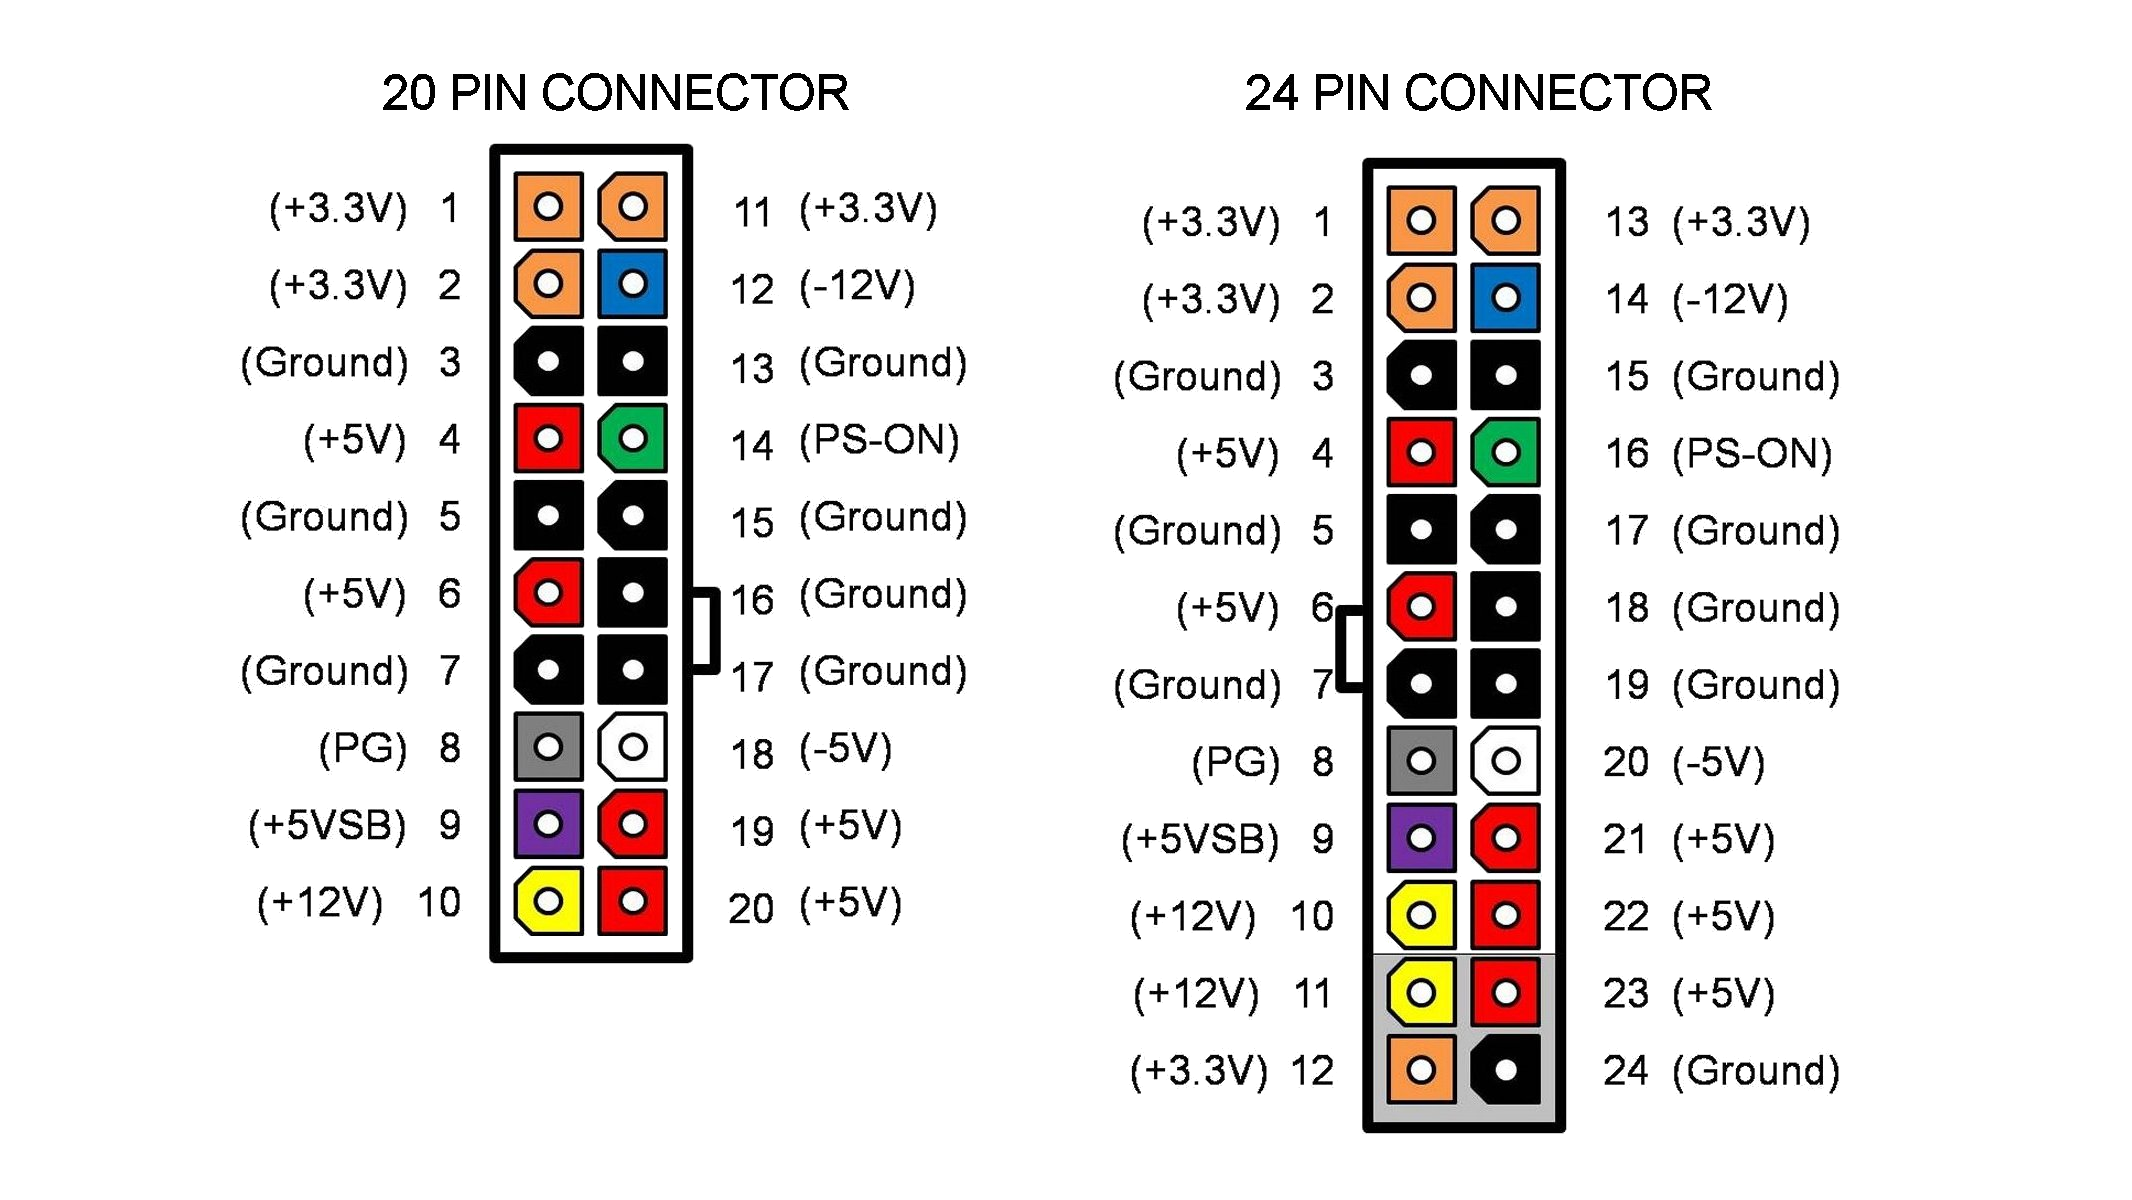 20 PIN CONNECTOR
(+3.3V) 1 11 (+3.3V)
(+3.3V) 2 12 (-12V)
(Ground) 3 13 (Ground)
(+5V) 4 14 (PS-ON)
(Ground) 5 15 (Ground)
(+5V) 6 16 (Ground)
(Ground) 7 17 (Ground)
(PG) 8 18 (-5V)
(+5VSB) 9 19 (+5V)
(+12V) 10 20 (+5V)
24 PIN CONNECTOR
(+3.3V) 1 13 (+3.3V)
(+3.3V) 2 14 (-12V)
(Ground) 3 15 (Ground)
(+5V) 4 16 (PS-ON)
(Ground) 5 17 (Ground)
(+5V) 6 18 (Ground)
(Ground) 7 19 (Ground)
(PG) 8 20 (-5V)
(+5VSB) 9 21 (+5V)
(+12V) 10 22 (+5V)
(+12V) 11 23 (+5V)
(+3.3V) 12 24 (Ground)